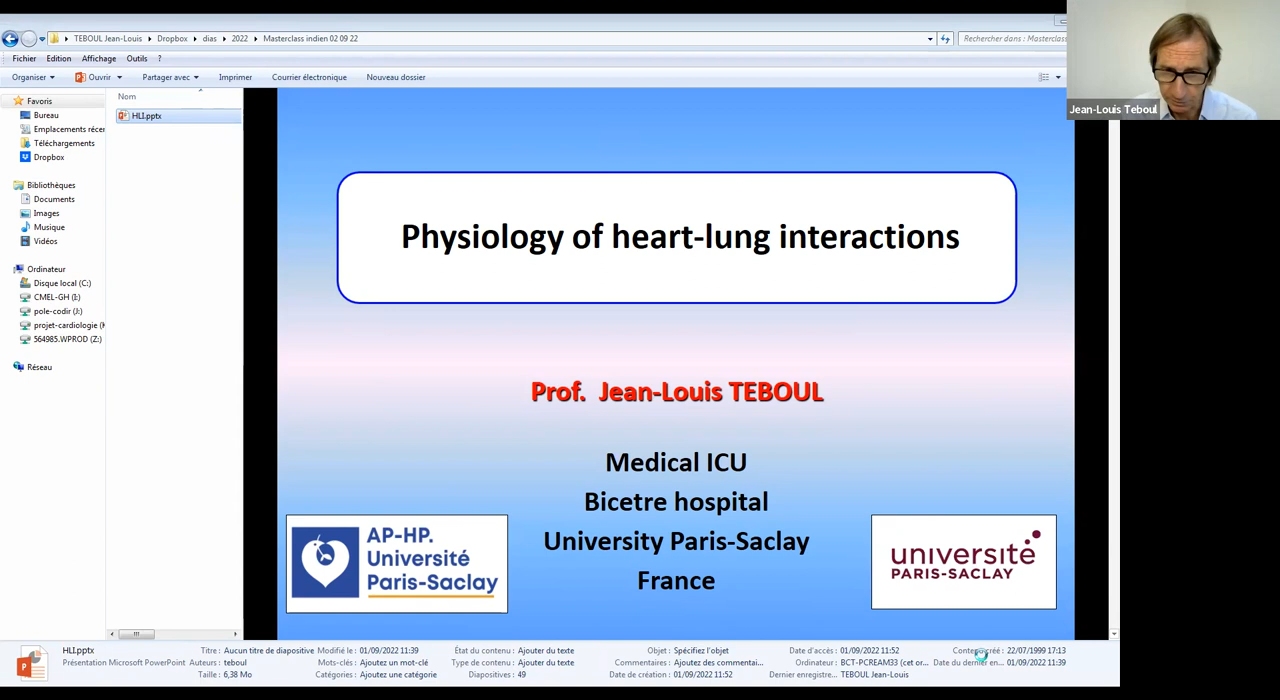 TEBOUL Jean-Louis
Dropbox
dias
2022
Masterclass indien 02 09 22
Rechercher dans : Masterclass
Fichier
Edition
Affichage
Outils
?
Organiser
Ouvrir
Partager avec
Imprimer
Courrier électronique
Nouveau dossier
Jean-Louis Teboul
Favoris
Bureau
Emplacements récer
Téléchargements
Dropbox
Bibliothèques
Documents
Images
Musique
Vidéos
Ordinateur
Disque local (C:)
CMEL-GH (I:)
pole-codir (J:)
projet-cardiologie (K
564985.WPROD (Z:)
Réseau
Nom
HLI.pptx
Physiology of heart-lung interactions
Prof. Jean-Louis TEBOUL
Medical ICU
Bicetre hospital
University Paris-Saclay
France
AP-HP.
Université
Paris-Saclay
université
PARIS-SACLAY
HLI.pptx
Présentation Microsoft PowerPoint
Titre : Aucun titre de diapositive
Auteurs : teboul
Taille : 6,38 Mo
Modifié le : 01/09/2022 11:39
Mots-clés : Ajoutez un mot-clé
Catégories : Ajoutez une catégorie
État du contenu : Ajouter du texte
Type de contenu : Ajouter du texte
Diapositives : 49
Objet : Spécifiez l'objet
Commentaires : Ajoutez des commentai...
Date de création : 01/09/2022 11:52
Date d'accès : 01/09/2022 11:52
Ordinateur : BCT-PCREAM33 (cet or...
Dernier enregistre... TEBOUL Jean-Louis
22/07/1999 17:13
Date du dernier en... 01/09/2022 11:39